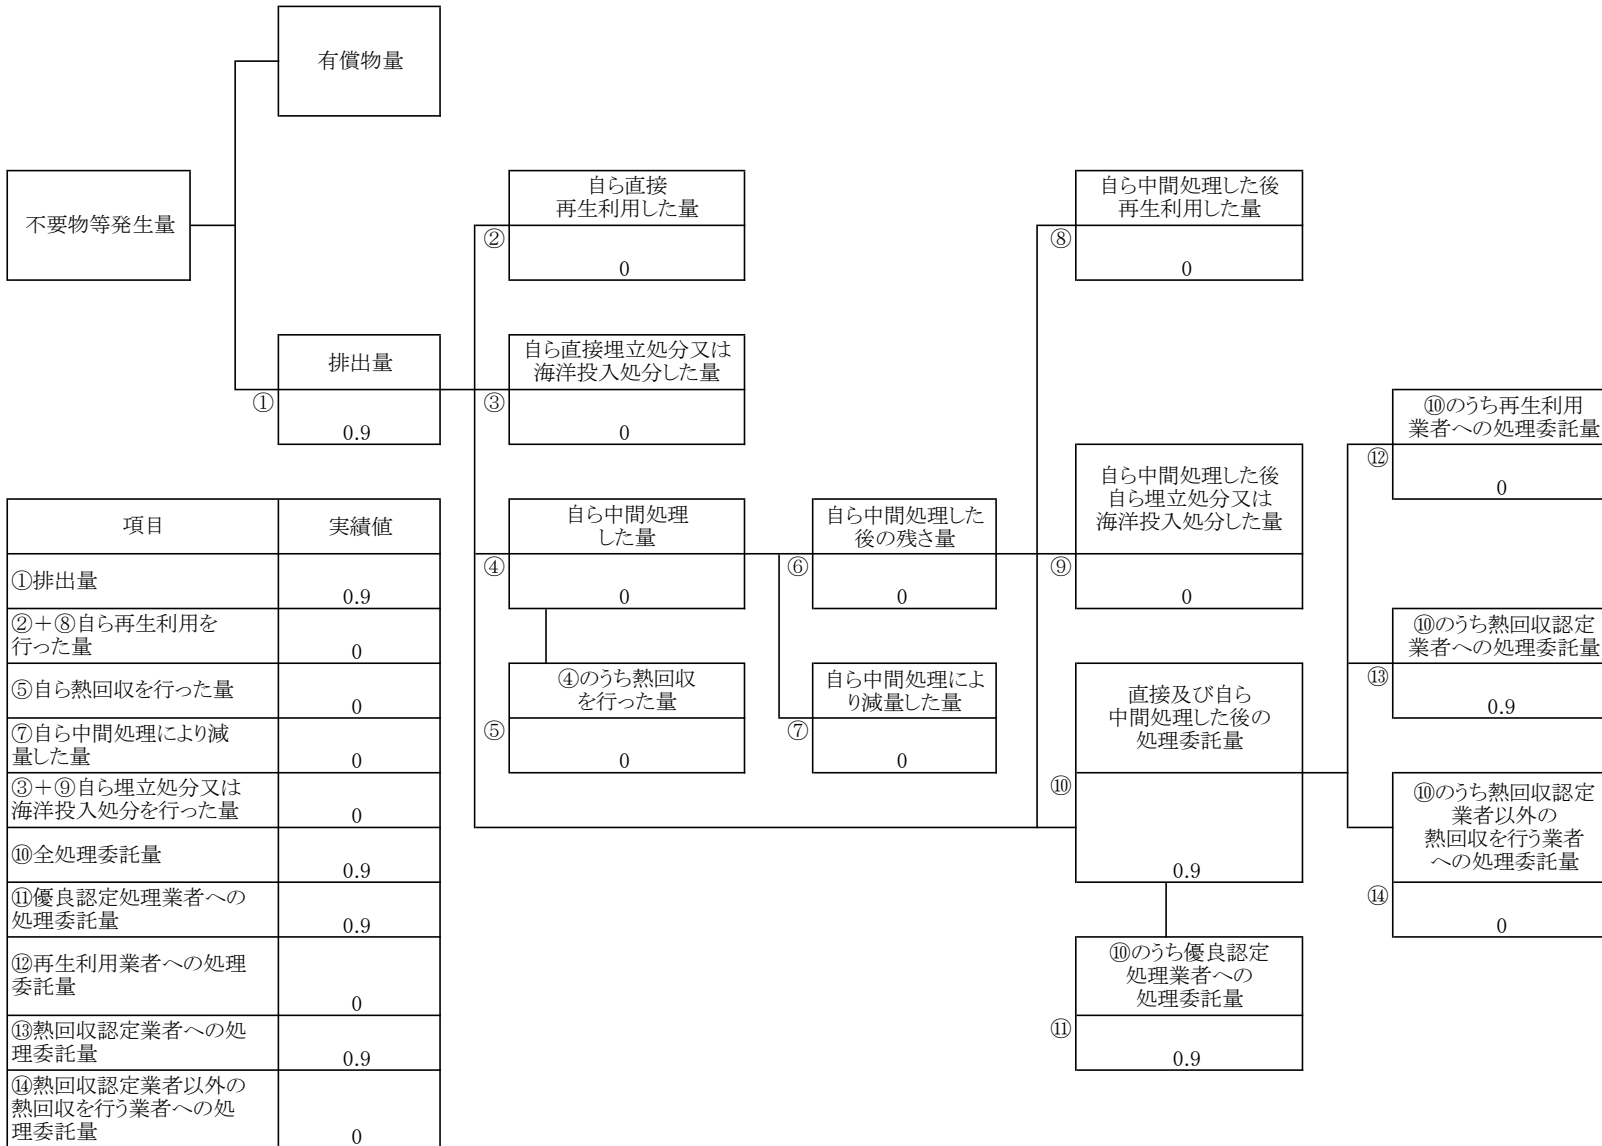 有償物量
不要物等発生量
排出量
①
0.9
自ら直接
再生利用した量
②
0
自ら直接埋立処分又は
海洋投入処分した量
③
0
自ら中間処理
した量
④
0
④のうち熱回収
を行った量
⑤
0
自ら中間処理した
後の残さ量
⑥
0
自ら中間処理によ
り減量した量
⑦
0
自ら中間処理した後
再生利用した量
⑧
0
自ら中間処理した後
自ら埋立処分又は
海洋投入処分した量
⑨
0
直接及び自ら
中間処理した後の
処理委託量
⑩
0.9
⑩のうち優良認定
処理業者への
処理委託量
⑪
0.9
⑩のうち再生利用
業者への処理委託量
⑫
0
⑩のうち熱回収認定
業者への処理委託量
⑬
0.9
⑩のうち熱回収認定
業者以外の
熱回収を行う業者
への処理委託量
⑭
0
項目 実績値
①排出量
0.9
②＋⑧自ら再生利用を
行った量
0
⑤自ら熱回収を行った量
0
⑦自ら中間処理により減
量した量
0
③＋⑨自ら埋立処分又は
海洋投入処分を行った量
0
⑩全処理委託量
0.9
⑪優良認定処理業者への
処理委託量
0.9
⑫再生利用業者への処理
委託量
0
⑬熱回収認定業者への処
理委託量
0.9
⑭熱回収認定業者以外の
熱回収を行う業者への処
理委託量
0